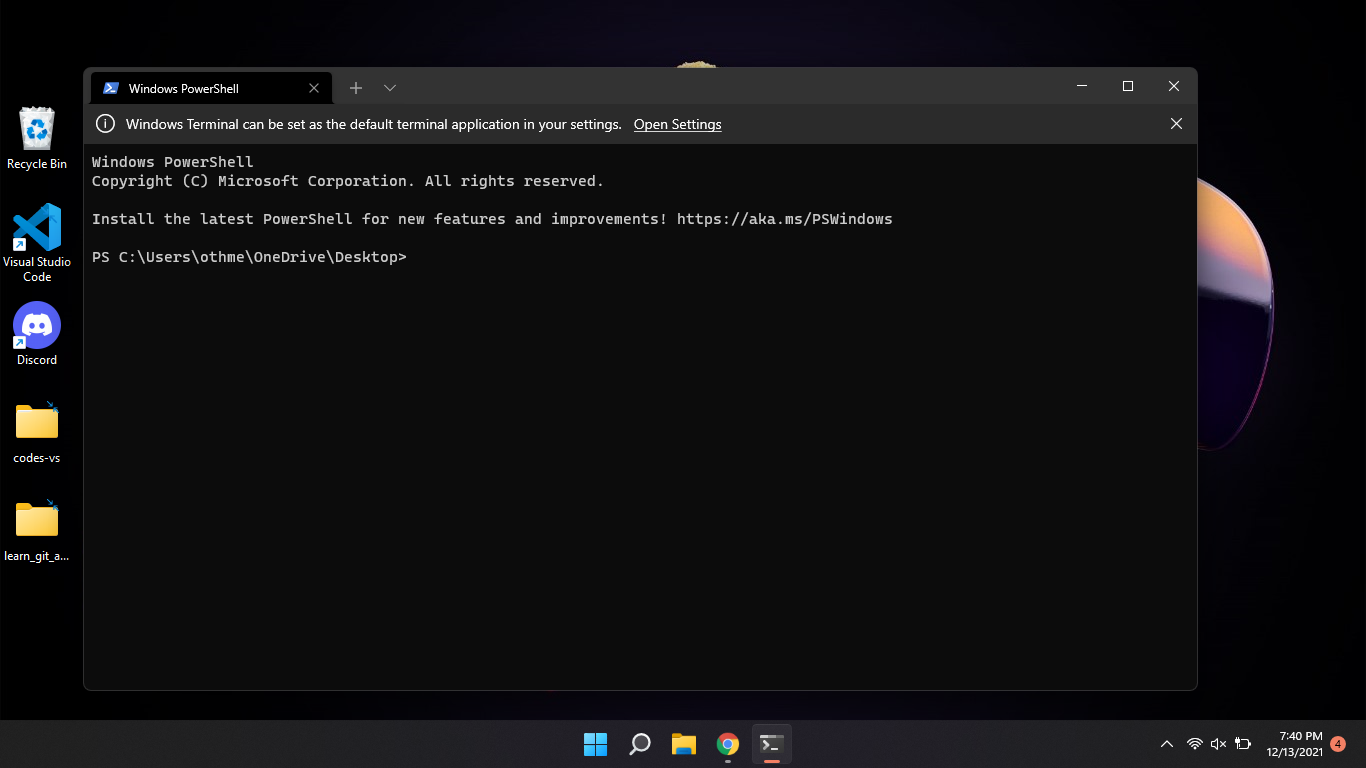 Windows PowerShell
Windows Terminal can be set as the default terminal application in your settings. Open Settings
Windows PowerShell
Copyright (C) Microsoft Corporation. All rights reserved.
Install the latest PowerShell for new features and improvements! https://aka.ms/PSWindows
PS C:\Users\othme\OneDrive\Desktop>
Recycle Bin
Visual Studio
Code
Discord
codes-vs
learn_git_a...
7:40 PM
12/13/2021
4